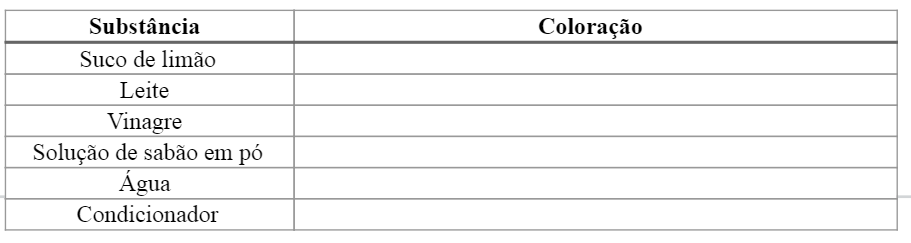 Substância Coloração
Suco de limão
Leite
Vinagre
Solução de sabão em pó
Água
Condicionador